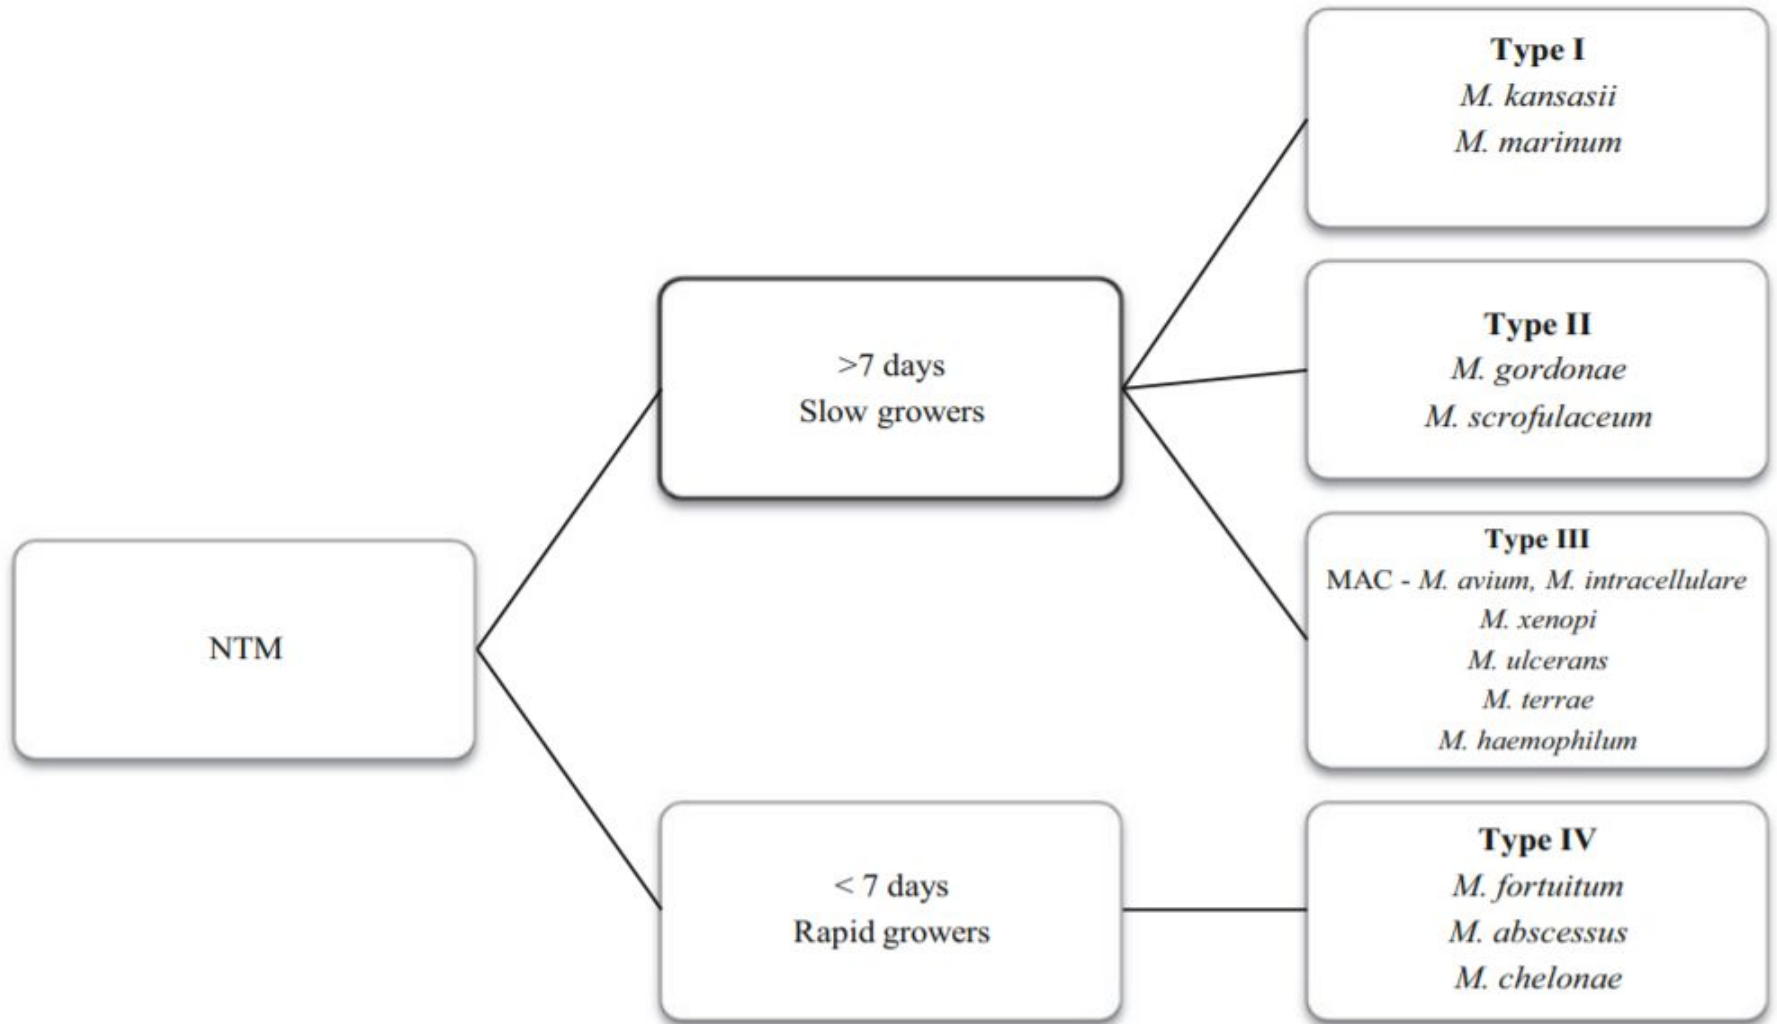 NTM
>7 days
Slow growers
< 7 days
Rapid growers
Type I
M. kansasii
M. marinum
Type II
M. gordonae
M. scrofulaceum
Type III
MAC - M. avium, M. intracellulare
M. xenopi
M. ulcerans
M. terrae
M. haemophilum
Type IV
M. fortuitum
M. abscessus
M. chelonae